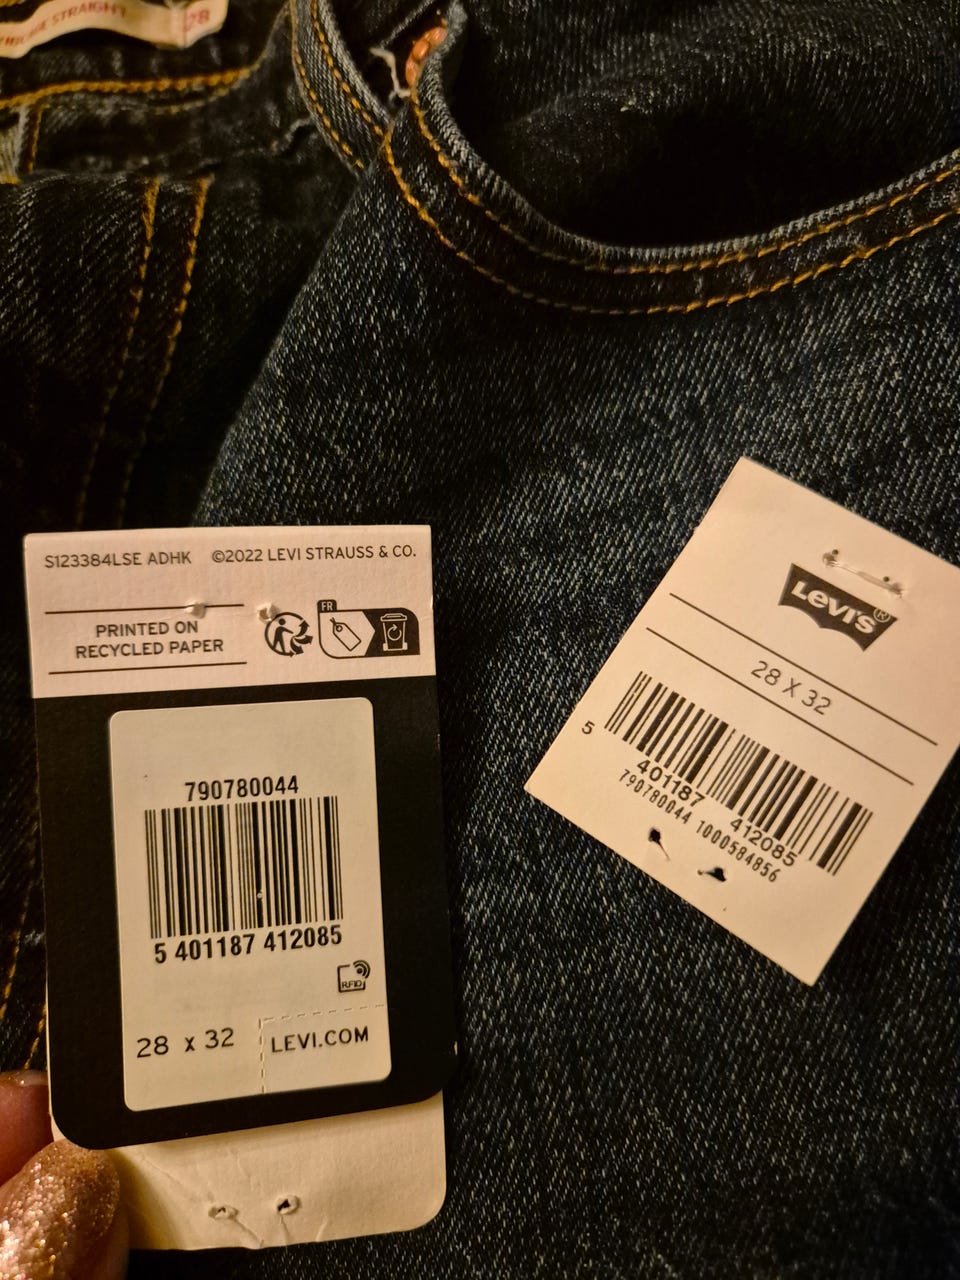 STRAIGHT 28
S123384LSE ADHK ©2022 LEVI STRAUSS & CO.
PRINTED ON
RECYCLED PAPER
FR
790780044
5 401187 412085
RFID
28 x 32
LEVI.COM
LEVI'S®
28 X 32
5 401187 412085
790780044 1000584856